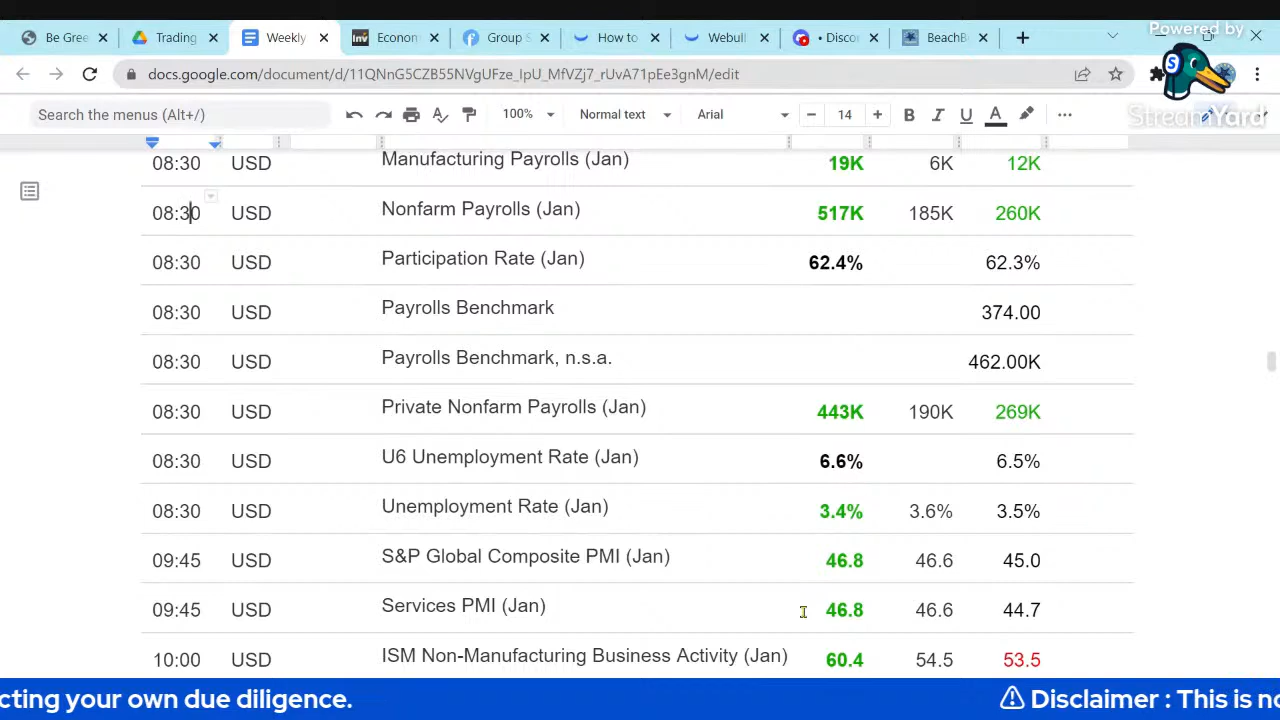 Be Gree
Trading
Weekly
Inv Econom
Group S
How to
Webull
• Discor
BeachB
Powered by
docs.google.com/document/d/11QNnG5CZB55NVgUFze_IpU_MfVZj7_rUvA71pEe3gnM/edit
S
StreamYard
Search the menus (Alt+/)
100%
Normal text
Arial
14
B I U A
08:30 USD Manufacturing Payrolls (Jan) 19K 6K 12K
08:30 USD Nonfarm Payrolls (Jan) 517K 185K 260K
08:30 USD Participation Rate (Jan) 62.4% 62.3%
08:30 USD Payrolls Benchmark 374.00
08:30 USD Payrolls Benchmark, n.s.a. 462.00K
08:30 USD Private Nonfarm Payrolls (Jan) 443K 190K 269K
08:30 USD U6 Unemployment Rate (Jan) 6.6% 6.5%
08:30 USD Unemployment Rate (Jan) 3.4% 3.6% 3.5%
09:45 USD S&P Global Composite PMI (Jan) 46.8 46.6 45.0
09:45 USD Services PMI (Jan) 46.8 46.6 44.7
10:00 USD ISM Non-Manufacturing Business Activity (Jan) 60.4 54.5 53.5
cting your own due diligence. Disclaimer : This is no